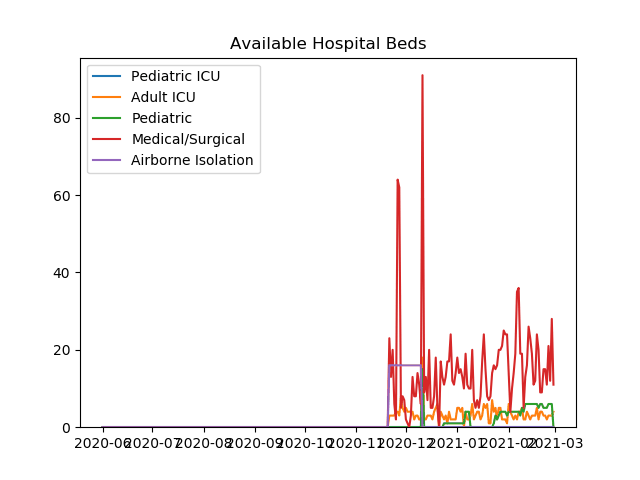 Available Hospital Beds
Pediatric ICU
Adult ICU
Pediatric
Medical/Surgical
Airborne Isolation
80
60
40
20
0
2020-06 2020-07 2020-08 2020-09 2020-10 2020-11 2020-12 2021-01 2021-02 2021-03